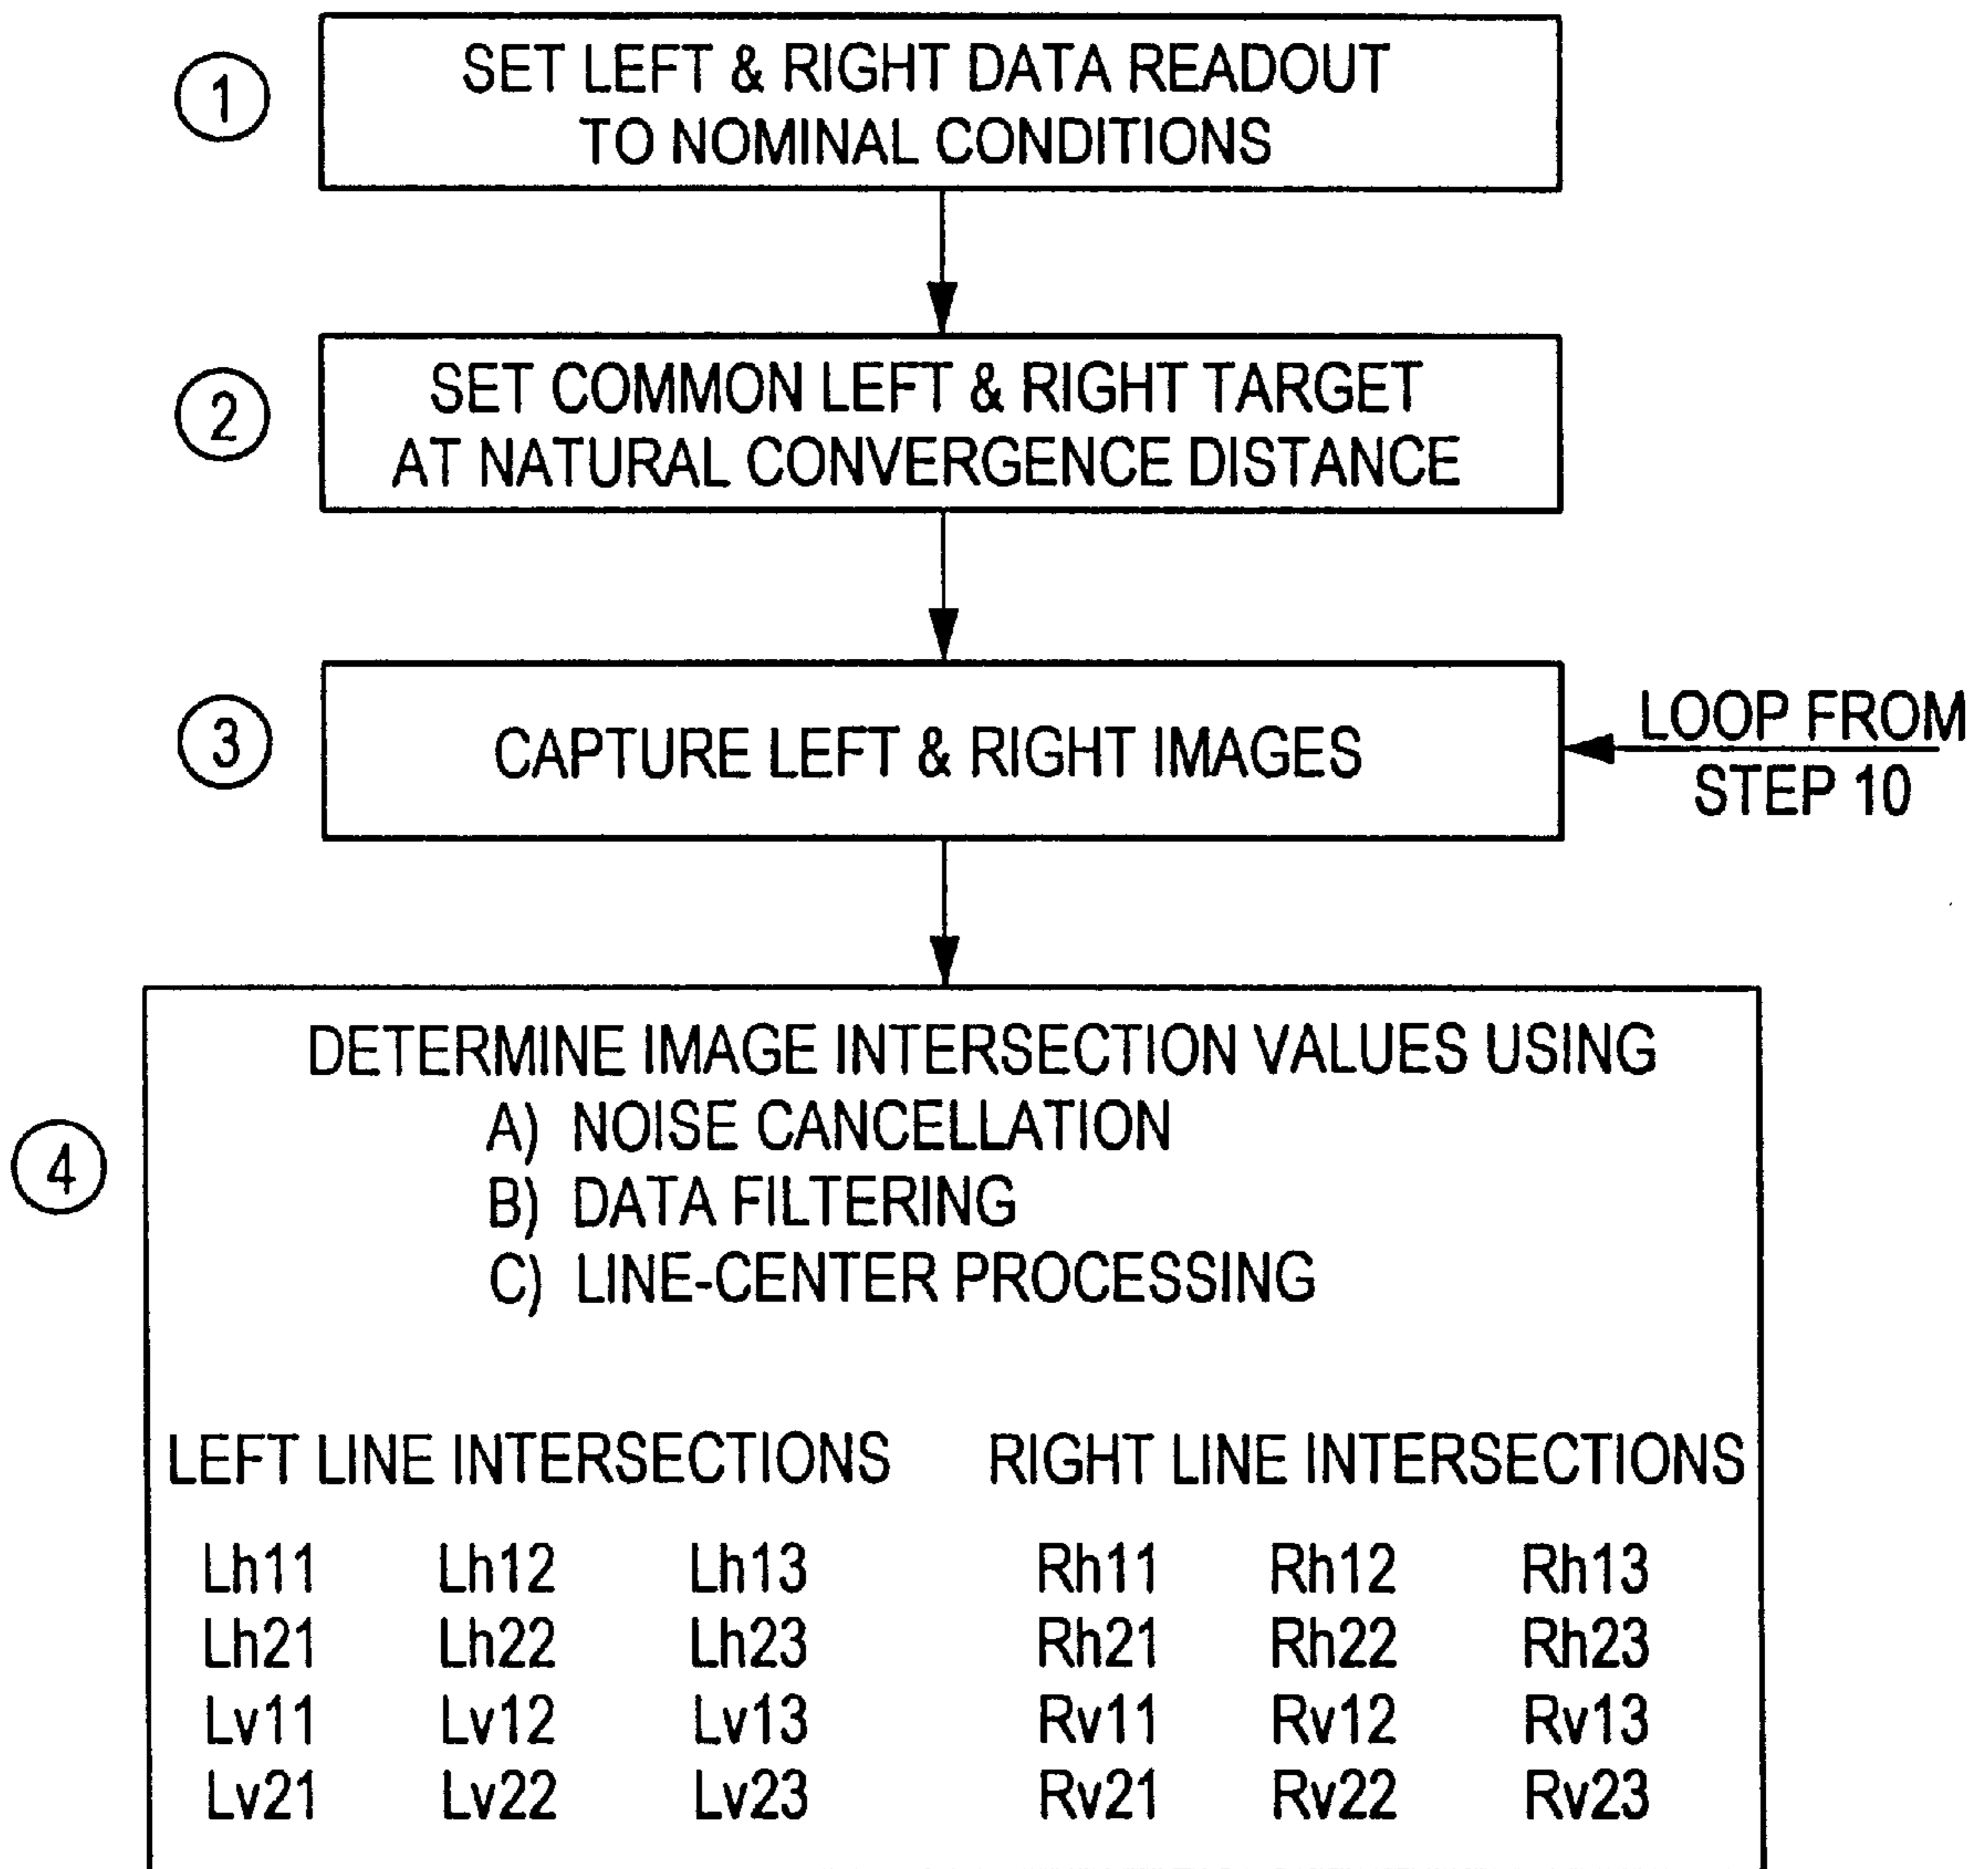 1
SET LEFT & RIGHT DATA READOUT
TO NOMINAL CONDITIONS
2
SET COMMON LEFT & RIGHT TARGET
AT NATURAL CONVERGENCE DISTANCE
3
CAPTURE LEFT & RIGHT IMAGES
LOOP FROM
STEP 10
4
DETERMINE IMAGE INTERSECTION VALUES USING
A) NOISE CANCELLATION
B) DATA FILTERING
C) LINE-CENTER PROCESSING
LEFT LINE INTERSECTIONS RIGHT LINE INTERSECTIONS
Lh11 Lh12 Lh13 Rh11 Rh12 Rh13
Lh21 Lh22 Lh23 Rh21 Rh22 Rh23
Lv11 Lv12 Lv13 Rv11 Rv12 Rv13
Lv21 Lv22 Lv23 Rv21 Rv22 Rv23